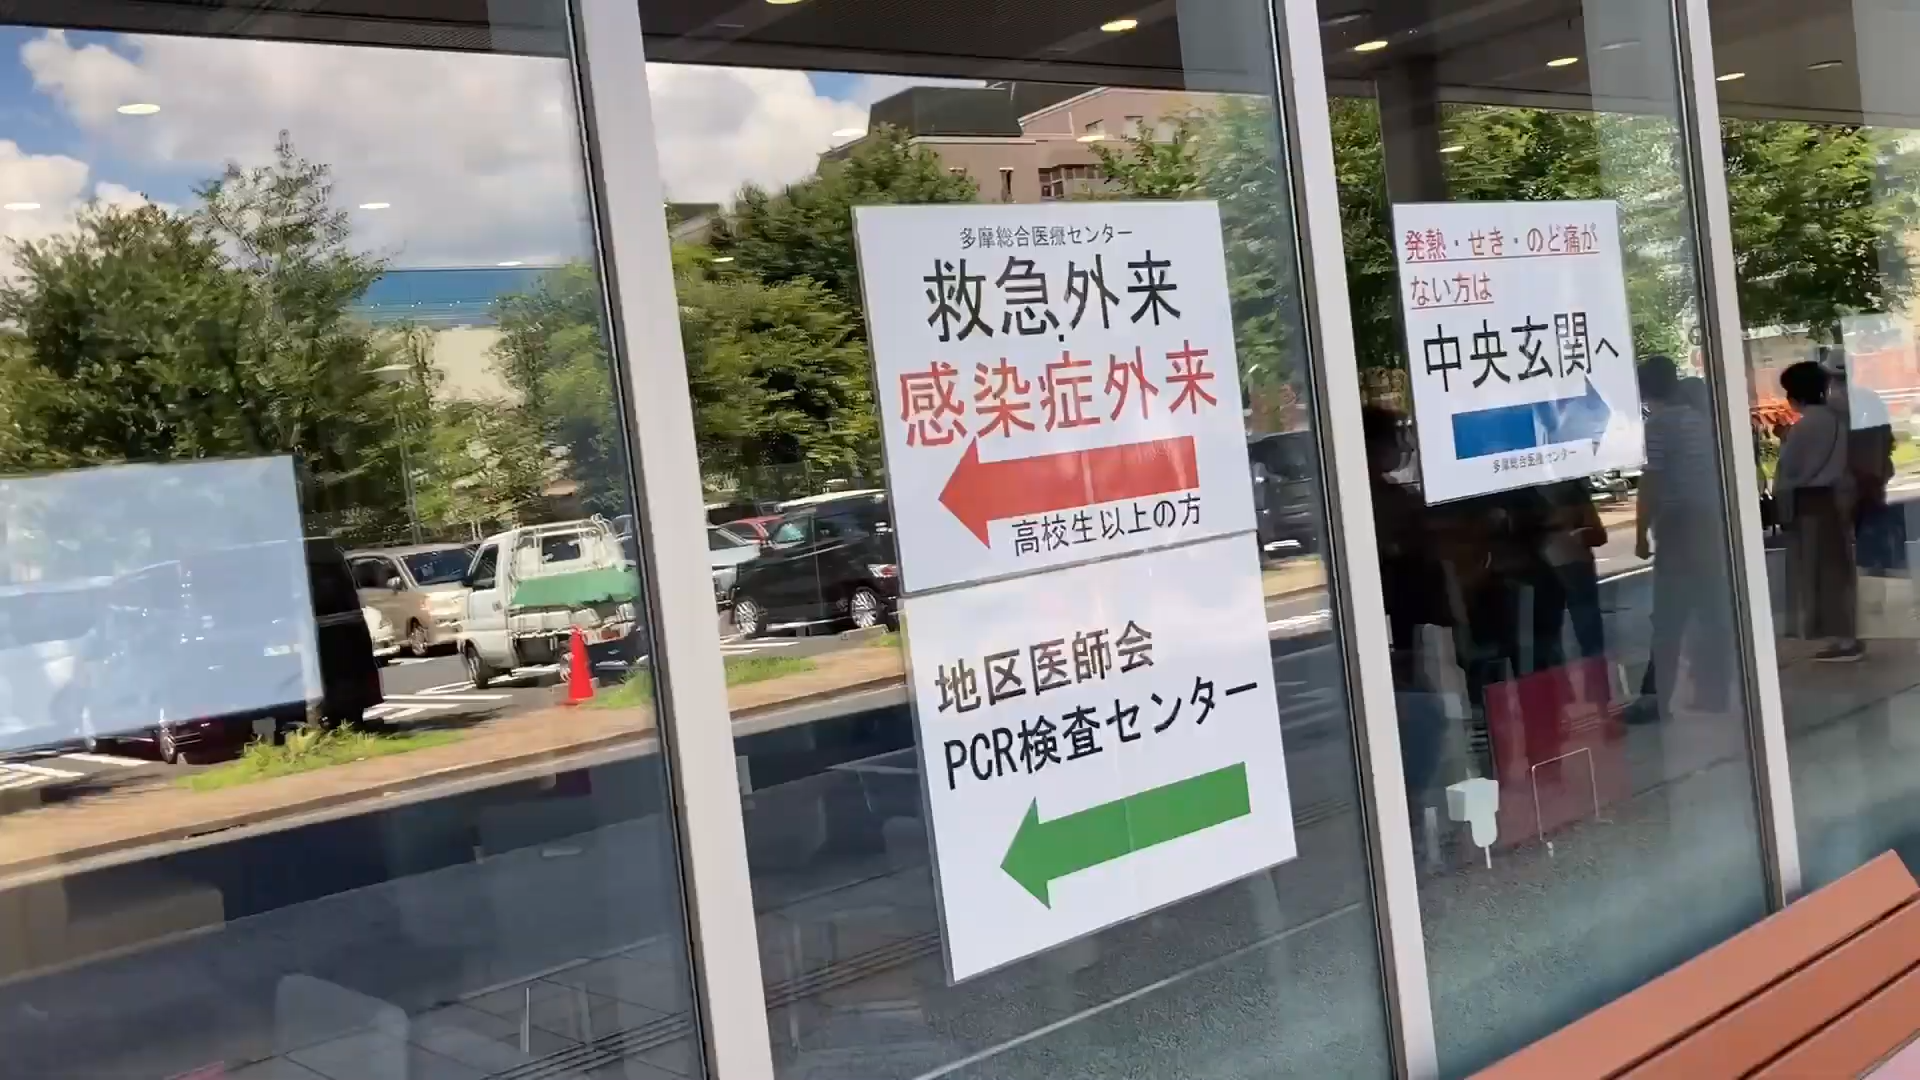 多摩総合医療センター
救急外来
感染症外来
高校生以上の方
地区医師会
PCR検査センター
発熱・せき・のど痛が
ない方は
中央玄関へ
多摩総合医療センター